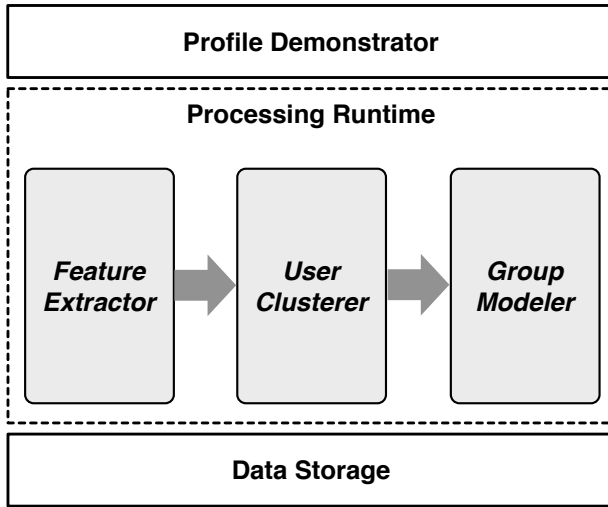 Profile Demonstrator
Processing Runtime
Feature
Extractor
User
Clusterer
Group
Modeler
Data Storage